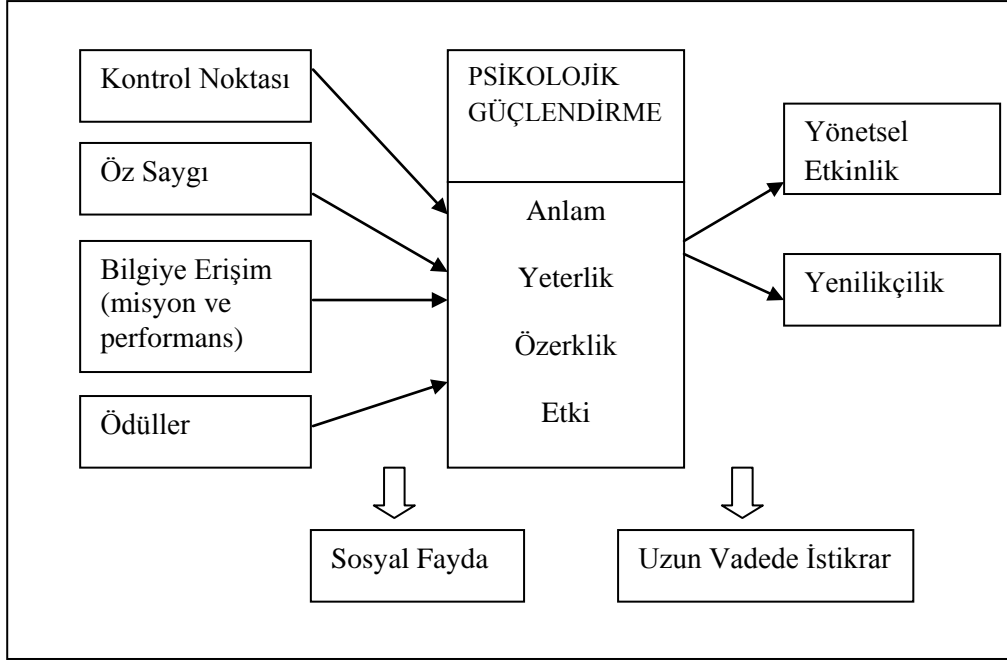 Kontrol Noktası
Öz Saygı
Bilgiye Erişim
(misyon ve
performans)
Ödüller
PSİKOLOJİK
GÜÇLENDİRME
Anlam
Yeterlik
Özerklik
Etki
Yönetsel
Etkinlik
Yenilikçilik
Sosyal Fayda
Uzun Vadede İstikrar